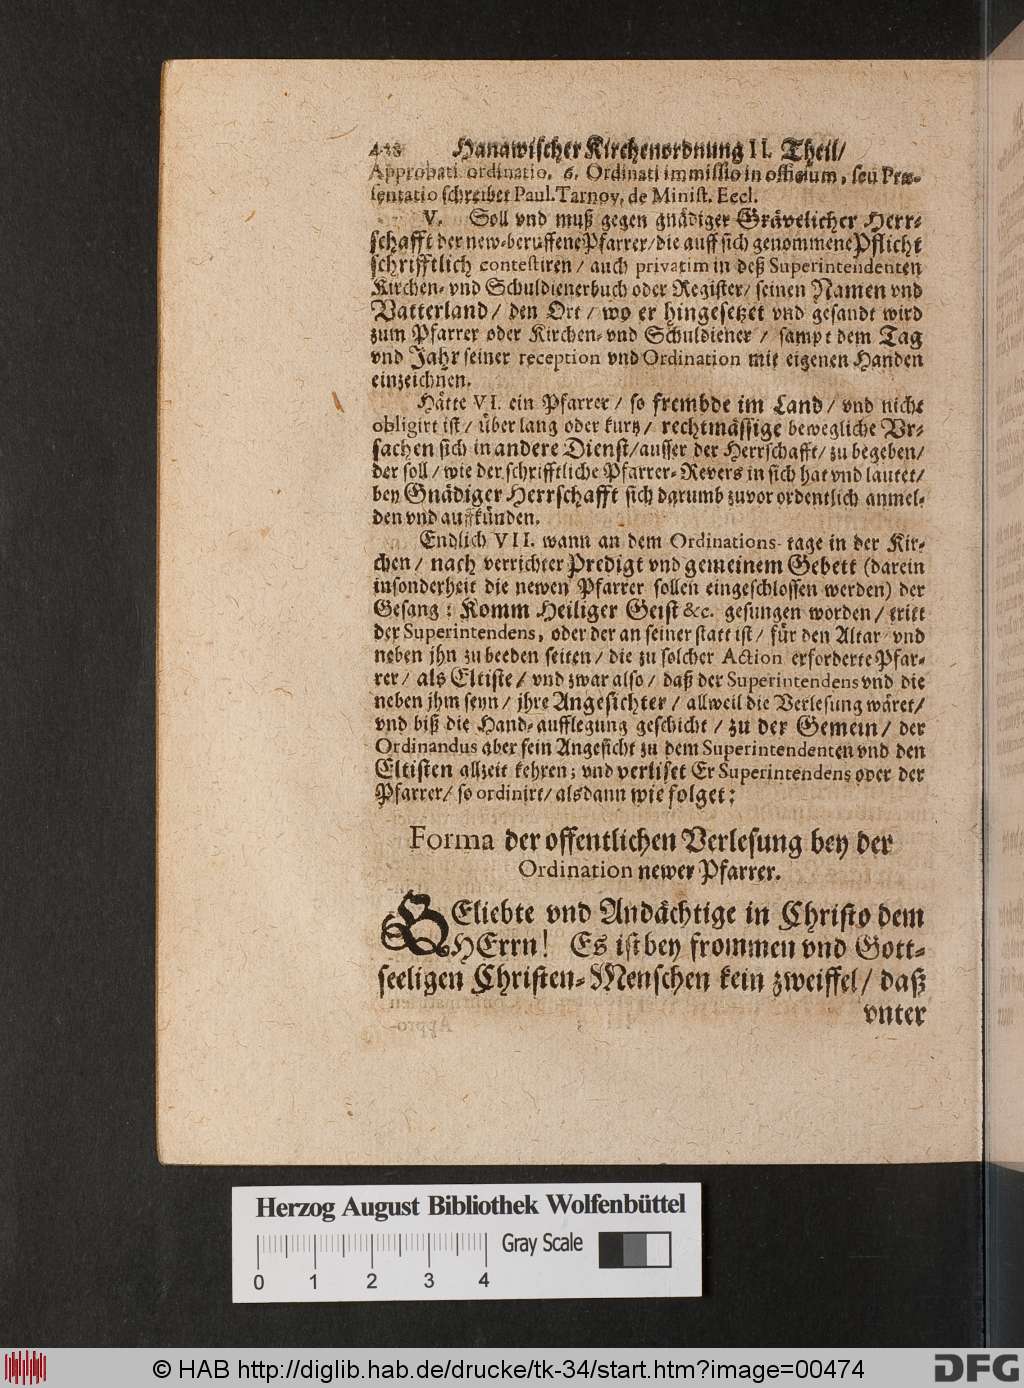 428 Hanawischer Kirchenordnung II. Theil/
Approbati ordinatio. 6. Ordinati immissio in officium, seu Præ-
sentatio schreibet Paul. Tarnov. de Minist. Eccl.
V. Soll vnd muß gegen gnädiger Grävelicher Herr-
schafft der new-beruffene Pfarrer/ die auff sich genommene Pflicht
schrifftlich contestiren/ auch privatim in deß Superintendenten
Kirchen- vnd Schuldienerbuch oder Register/ seinen Namen vnd
Vatterland/ den Ort/ wo er hingesetzet vnd gesandt wird
zum Pfarrer oder Kirchen- vnd Schuldiener/ sampt dem Tag
vnd Jahr seiner reception vnd Ordination mit eigenen Handen
einzeichnen.
Hätte VI. ein Pfarrer/ so frembde im Land/ vnd nicht
obligirt ist/ über lang oder kurtz/ rechtmässige bewegliche Vr-
sachen sich in andere Dienst/ ausser der Herrschafft/ zu begeben/
der soll/ wie der schrifftliche Pfarrer-Revers in sich hat vnd lautet/
bey Gnädiger Herrschafft sich darumb zuvor ordentlich anmel-
den vnd auffkünden.
Endlich VII. wann an dem Ordinations-tage in der Kir-
chen/ nach verrichter Predigt vnd gemeinem Gebett (darein
insonderheit die newen Pfarrer sollen eingeschlossen werden) der
Gesang: Komm Heiliger Geist &c. gesungen worden/ tritt
der Superintendens, oder der an seiner statt ist/ für den Altar vnd
neben jhn zu beeden seiten/ die zu solcher Action erforderte Pfar-
rer/ als Eltiste/ vnd zwar also/ daß der Superintendens vnd die
neben jhm seyn/ jhre Angesichter/ allweil die Verlesung wäret/
vnd biß die Hand-aufflegung geschicht/ zu der Gemein/ der
Ordinandus aber sein Angesicht zu dem Superintendenten vnd den
Eltisten allzeit kehren; vnd verliset Er Superintendens oder der
Pfarrer/ so ordinirt/ alsdann wie folget:
Forma der offentlichen Verlesung bey der
Ordination newer Pfarrer.
GEliebte vnd Andächtige in Christo dem
HErrn! Es ist bey frommen vnd Gott-
seeligen Christen-Menschen kein zweiffel/ daß
vnter
Herzog August Bibliothek Wolfenbüttel
Gray Scale
0 1 2 3 4
© HAB http://diglib.hab.de/drucke/tk-34/start.htm?image=00474
DFG